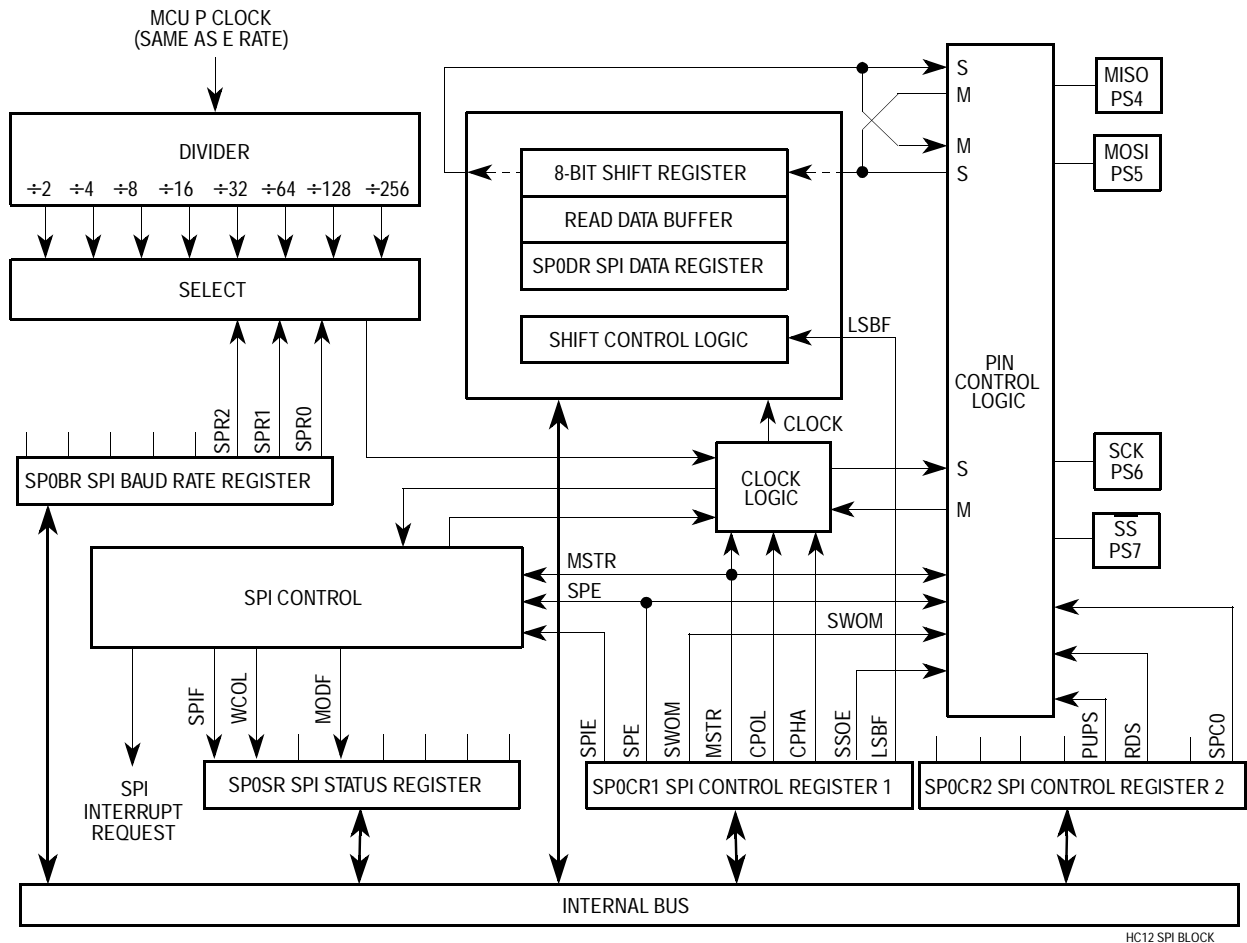 MCU P CLOCK
(SAME AS E RATE)
DIVIDER
÷2 ÷4 ÷8 ÷16 ÷32 ÷64 ÷128 ÷256
SELECT
SPR2
SPR1
SPR0
SP0BR SPI BAUD RATE REGISTER
8-BIT SHIFT REGISTER
READ DATA BUFFER
SP0DR SPI DATA REGISTER
SHIFT CONTROL LOGIC
LSBF
CLOCK
CLOCK
LOGIC
S
M
M
S
PIN
CONTROL
LOGIC
S
M
MISO
PS4
MOSI
PS5
SCK
PS6
SS
PS7
SPI CONTROL
MSTR
SPE
SWOM
SPIF
WCOL
MODF
SPI
INTERRUPT
REQUEST
SP0SR SPI STATUS REGISTER
SPIE
SPE
SWOM
MSTR
CPOL
CPHA
SSOE
LSBF
SP0CR1 SPI CONTROL REGISTER 1
PUPS
RDS
SPC0
SP0CR2 SPI CONTROL REGISTER 2
INTERNAL BUS
HC12 SPI BLOCK